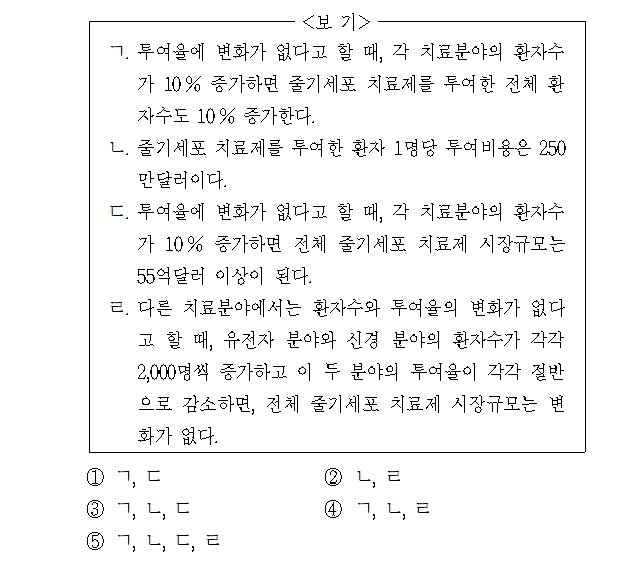 <보 기>
ㄱ. 투여율에 변화가 없다고 할 때, 각 치료분야의 환자수
가 10% 증가하면 줄기세포 치료제를 투여한 전체 환
자수도 10% 증가한다.
ㄴ. 줄기세포 치료제를 투여한 환자 1명당 투여비용은 250
만달러이다.
ㄷ. 투여율에 변화가 없다고 할 때, 각 치료분야의 환자수
가 10% 증가하면 전체 줄기세포 치료제 시장규모는
55억달러 이상이 된다.
ㄹ. 다른 치료분야에서는 환자수와 투여율의 변화가 없다
고 할 때, 유전자 분야와 신경 분야의 환자수가 각각
2,000명씩 증가하고 이 두 분야의 투여율이 각각 절반
으로 감소하면, 전체 줄기세포 치료제 시장규모는 변
화가 없다.
① ㄱ, ㄷ ② ㄴ, ㄹ
③ ㄱ, ㄴ, ㄷ ④ ㄱ, ㄴ, ㄹ
⑤ ㄱ, ㄴ, ㄷ, ㄹ